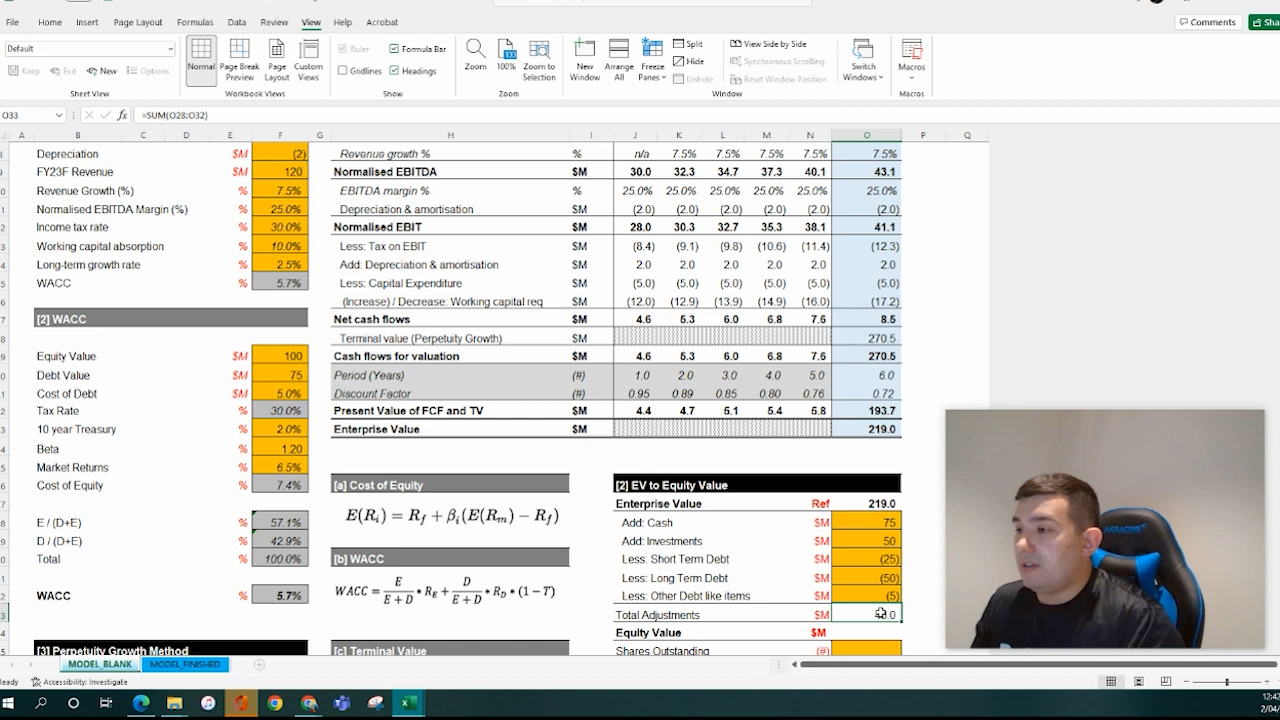 File Home Insert Page Layout Formulas Data Review View Help Acrobat Comments Sha
Default
Keep Exit New Options
Normal Page Break Preview Page Layout Custom Views
Ruler Formula Bar
Gridlines Headings
Zoom 100% Zoom to Selection
New Window Arrange All Freeze Panes
Split
Hide
Unhide
View Side by Side
Synchronous Scrolling
Reset Window Position
Switch Windows Macros
Sheet View Workbook Views Show Zoom Window Macros
O33 fx =SUM(O28:O32)
A B C D E F G H I J K L M N O P Q
Depreciation $M (2) Revenue growth % % n/a 7.5% 7.5% 7.5% 7.5% 7.5%
FY23F Revenue $M 120 Normalised EBITDA $M 30.0 32.3 34.7 37.3 40.1 43.1
Revenue Growth (%) % 7.5% EBITDA margin % % 25.0% 25.0% 25.0% 25.0% 25.0% 25.0%
Normalised EBITDA Margin (%) % 25.0% Depreciation & amortisation $M (2.0) (2.0) (2.0) (2.0) (2.0) (2.0)
Income tax rate % 30.0% Normalised EBIT $M 28.0 30.3 32.7 35.3 38.1 41.1
Working capital absorption % 10.0% Less: Tax on EBIT $M (8.4) (9.1) (9.8) (10.6) (11.4) (12.3)
Long-term growth rate % 2.5% Add: Depreciation & amortisation $M 2.0 2.0 2.0 2.0 2.0 2.0
WACC % 5.7% Less: Capital Expenditure $M (5.0) (5.0) (5.0) (5.0) (5.0) (5.0)
(Increase) / Decrease: Working capital req $M (12.0) (12.9) (13.9) (14.9) (16.0) (17.2)
[2] WACC Net cash flows $M 4.6 5.3 6.0 6.8 7.6 8.5
Terminal value (Perpetuity Growth) $M 270.5
Equity Value $M 100 Cash flows for valuation $M 4.6 5.3 6.0 6.8 7.6 270.5
Debt Value $M 75 Period (Years) (#) 1.0 2.0 3.0 4.0 5.0 6.0
Cost of Debt $M 5.0% Discount Factor (#) 0.95 0.89 0.85 0.80 0.76 0.72
Tax Rate % 30.0% Present Value of FCF and TV $M 4.4 4.7 5.1 5.4 5.8 193.7
10 year Treasury % 2.0% Enterprise Value $M 219.0
Beta % 1.20
Market Returns % 6.5%
Cost of Equity % 7.4% [a] Cost of Equity [2] EV to Equity Value
Enterprise Value Ref 219.0
E(Ri) = Rf + βi(E(Rm) − Rf)
E / (D+E) % 57.1% Add: Cash $M 75
D / (D+E) % 42.9% Add: Investments $M 50
Total % 100.0% [b] WACC Less: Short Term Debt $M (25)
Less: Long Term Debt $M (50)
WACC = E/(E + D) * RE + D/(E + D) * RD * (1 − T)
WACC % 5.7% Less: Other Debt like items $M (5)
Total Adjustments $M
Equity Value $M
[3] Perpetuity Growth Method [c] Terminal Value Shares Outstanding (#)
MODEL_BLANK MODEL_FINISHED
Accessibility: Investigate
AKRACING
12:4
2/04